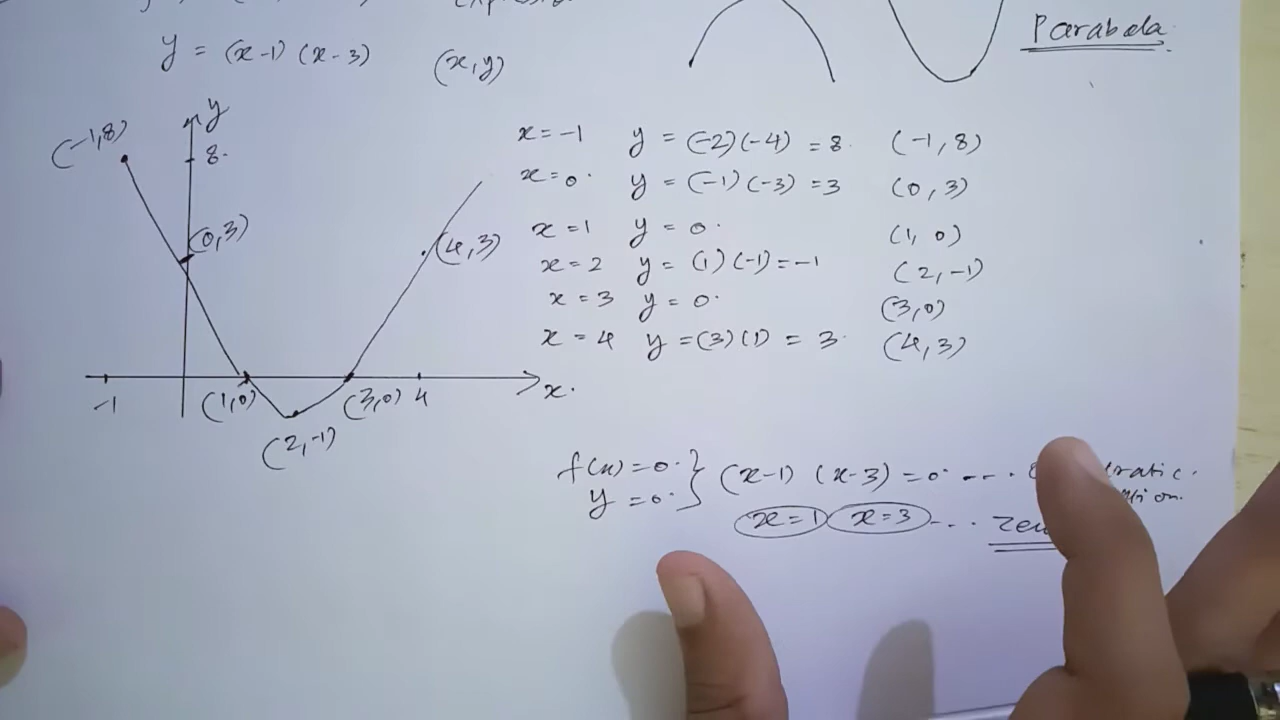 y = (x-1) (x-3) (x,y)
Parabola
(-1,8)
y
8
(0,3)
(4,3)
-1
(1,0)
(2,-1)
(3,0)
4
x
x=-1 y = (-2)(-4) = 8 (-1,8)
x=0 y = (-1)(-3) = 3 (0,3)
x=1 y = 0 (1,0)
x=2 y = (1)(-1)=-1 (2,-1)
x=3 y=0 (3,0)
x=4 y=(3)(1) = 3 (4,3)
f(x)=0 } (x-1) (x-3)=0 ---
y=0
x=1 x=3 ---